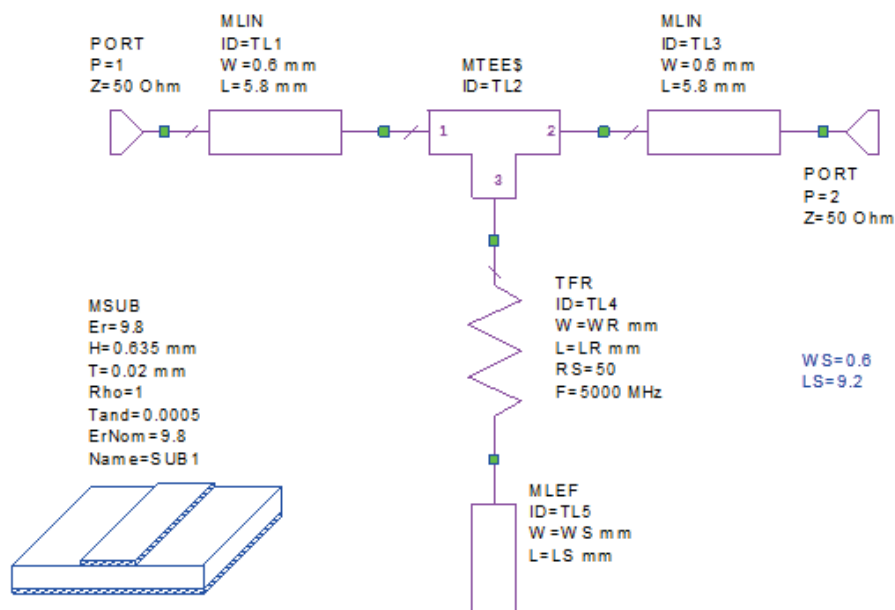 PORT
P=1
Z=50 Ohm
MLIN
ID=TL1
W=0.6 mm
L=5.8 mm
MTEE$
ID=TL2
MLIN
ID=TL3
W=0.6 mm
L=5.8 mm
1
2
3
PORT
P=2
Z=50 Ohm
TFR
ID=TL4
W=WR mm
L=LR mm
RS=50
F=5000 MHz
WS=0.6
LS=9.2
MSUB
Er=9.8
H=0.635 mm
T=0.02 mm
Rho=1
Tand=0.0005
ErNom=9.8
Name=SUB1
MLEF
ID=TL5
W=WS mm
L=LS mm